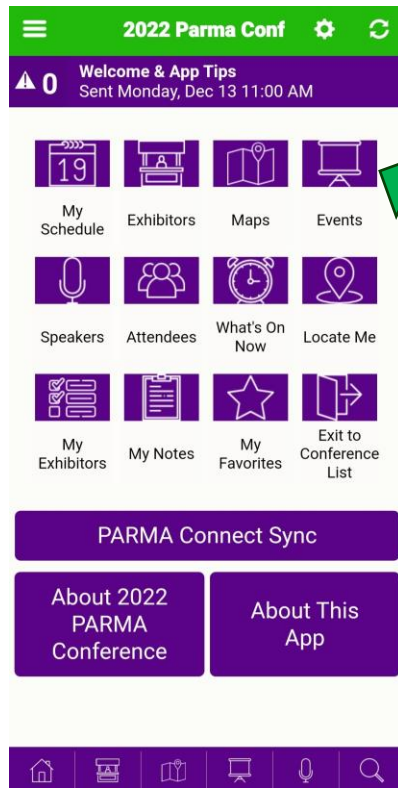 2022 Parma Conf
0
Welcome & App Tips
Sent Monday, Dec 13 11:00 AM
19
My
Schedule
Exhibitors
Maps
Events
Speakers
Attendees
What's On
Now
Locate Me
My
Exhibitors
My Notes
My
Favorites
Exit to
Conference
List
PARMA Connect Sync
About 2022
PARMA
Conference
About This
App